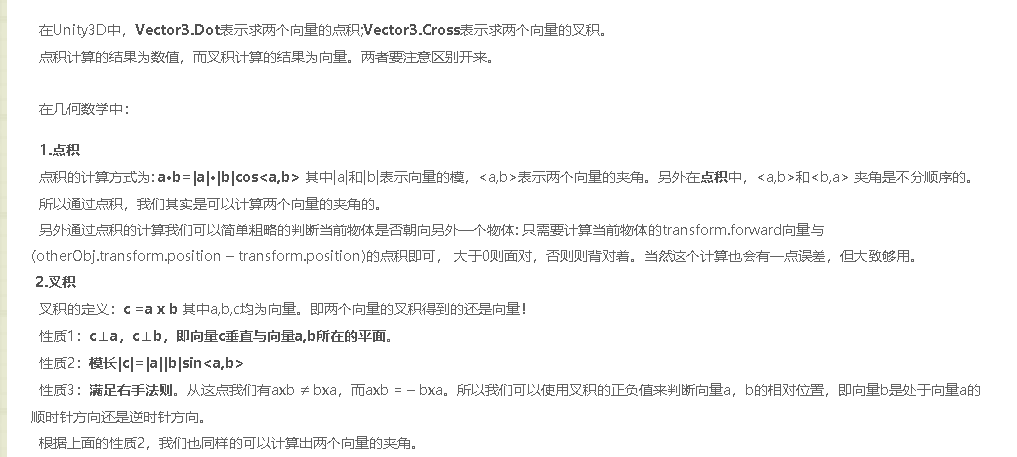 在Unity3D中，Vector3.Dot表示求两个向量的点积;Vector3.Cross表示求两个向量的叉积。
点积计算的结果为数值，而叉积计算的结果为向量。两者要注意区别开来。
在几何数学中：
1.点积
点积的计算方式为: a•b=|a|•|b|cos<a,b> 其中|a|和|b|表示向量的模，<a,b>表示两个向量的夹角。另外在点积中，<a,b>和<b,a> 夹角是不分顺序的。
所以通过点积，我们其实是可以计算两个向量的夹角的。
另外通过点积的计算我们可以简单粗略的判断当前物体是否朝向另外一个物体: 只需要计算当前物体的transform.forward向量与
(otherObj.transform.position – transform.position)的点积即可， 大于0则面对，否则则背对着。当然这个计算也会有一点误差，但大致够用。
2.叉积
叉积的定义： c =a x b 其中a,b,c均为向量。即两个向量的叉积得到的还是向量！
性质1： c⊥a，c⊥b，即向量c垂直与向量a,b所在的平面。
性质2： 模长|c|=|a||b|sin<a,b>
性质3： 满足右手法则。从这点我们有axb ≠ bxa，而axb = – bxa。所以我们可以使用叉积的正负值来判断向量a，b的相对位置，即向量b是处于向量a的
顺时针方向还是逆时针方向。
根据上面的性质2，我们也同样的可以计算出两个向量的夹角。